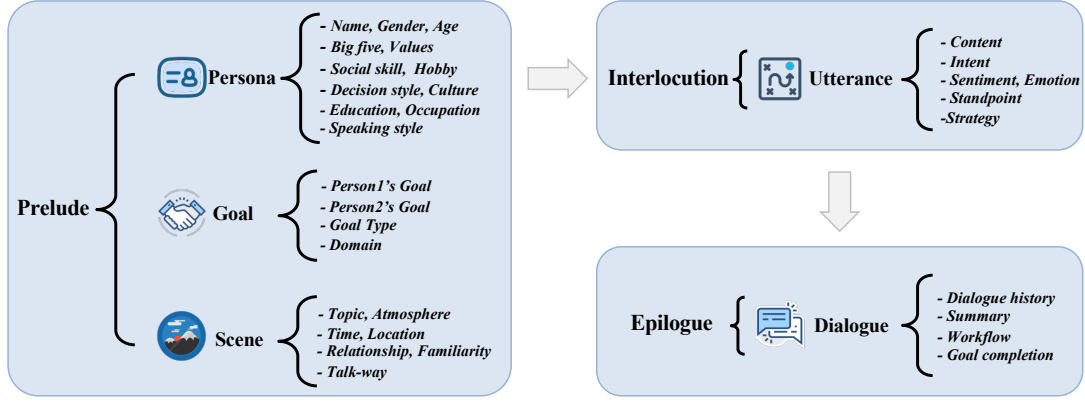 Prelude
Persona
- Name, Gender, Age
- Big five, Values
- Social skill, Hobby
- Decision style, Culture
- Education, Occupation
- Speaking style
Goal
- Person1's Goal
- Person2's Goal
- Goal Type
- Domain
Scene
- Topic, Atmosphere
- Time, Location
- Relationship, Familiarity
- Talk-way
Interlocution
Utterance
- Content
- Intent
- Sentiment, Emotion
- Standpoint
-Strategy
Epilogue
Dialogue
- Dialogue history
- Summary
- Workflow
- Goal completion